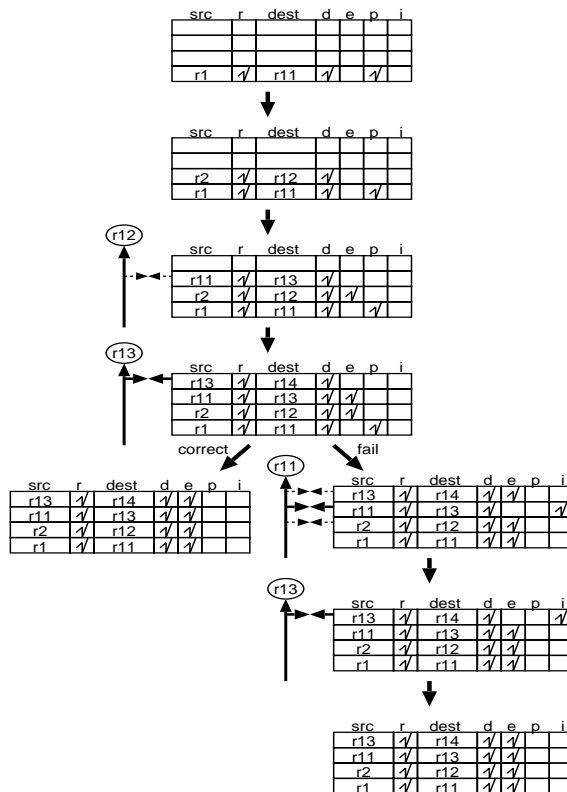 src r dest d e p i
r1 √ r11 √ √
src r dest d e p i
r2 √ r12 √
r1 √ r11 √ √
r12
src r dest d e p i
r11 √ r13 √
r2 √ r12 √ √
r1 √ r11 √ √
r13
src r dest d e p i
r13 √ r14 √
r11 √ r13 √ √
r2 √ r12 √ √
r1 √ r11 √ √
correct
fail
src r dest d e p i
r13 √ r14 √ √
r11 √ r13 √ √
r2 √ r12 √ √
r1 √ r11 √ √
r11
src r dest d e p i
r13 √ r14 √ √
r11 √ r13 √ √
r2 √ r12 √ √
r1 √ r11 √ √
r13
src r dest d e p i
r13 √ r14 √ √
r11 √ r13 √ √
r2 √ r12 √ √
r1 √ r11 √ √
src r dest d e p i
r13 √ r14 √ √
r11 √ r13 √ √
r2 √ r12 √ √
r1 √ r11 √ √